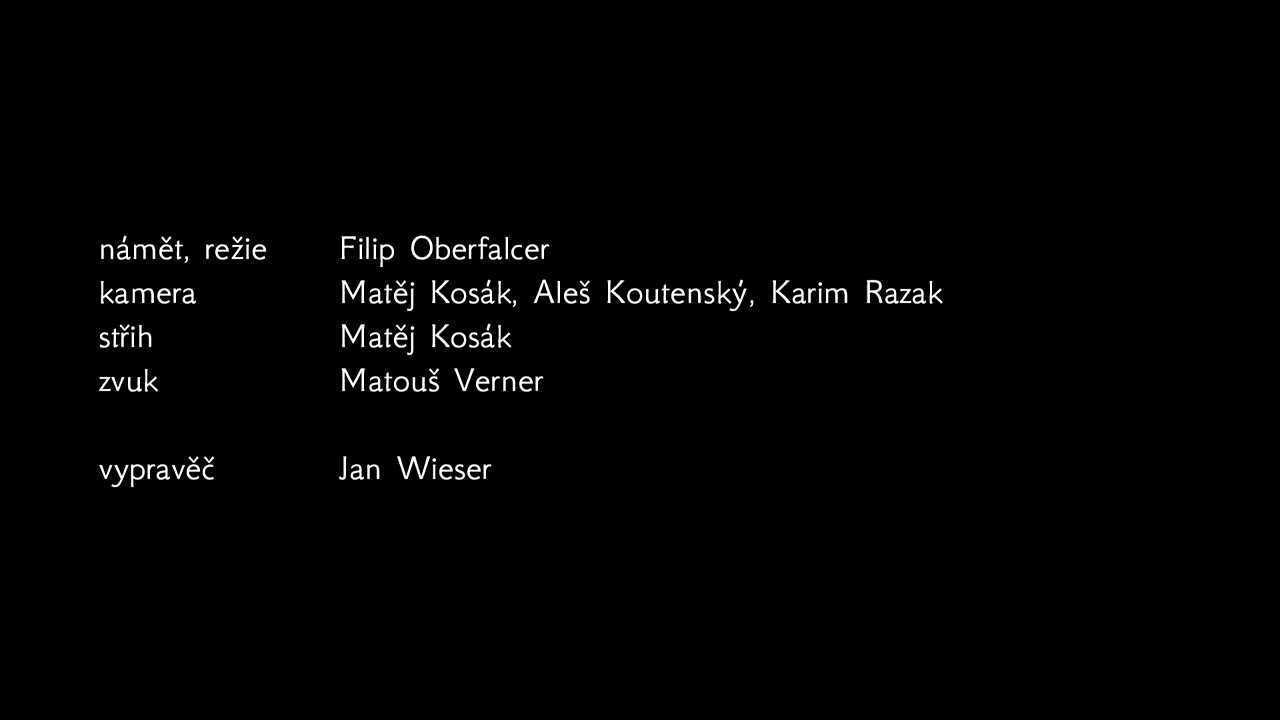 námět, režie Filip Oberfalcer
kamera Matěj Kosák, Aleš Koutenský, Karim Razak
střih Matěj Kosák
zvuk Matouš Verner
vypravěč Jan Wieser